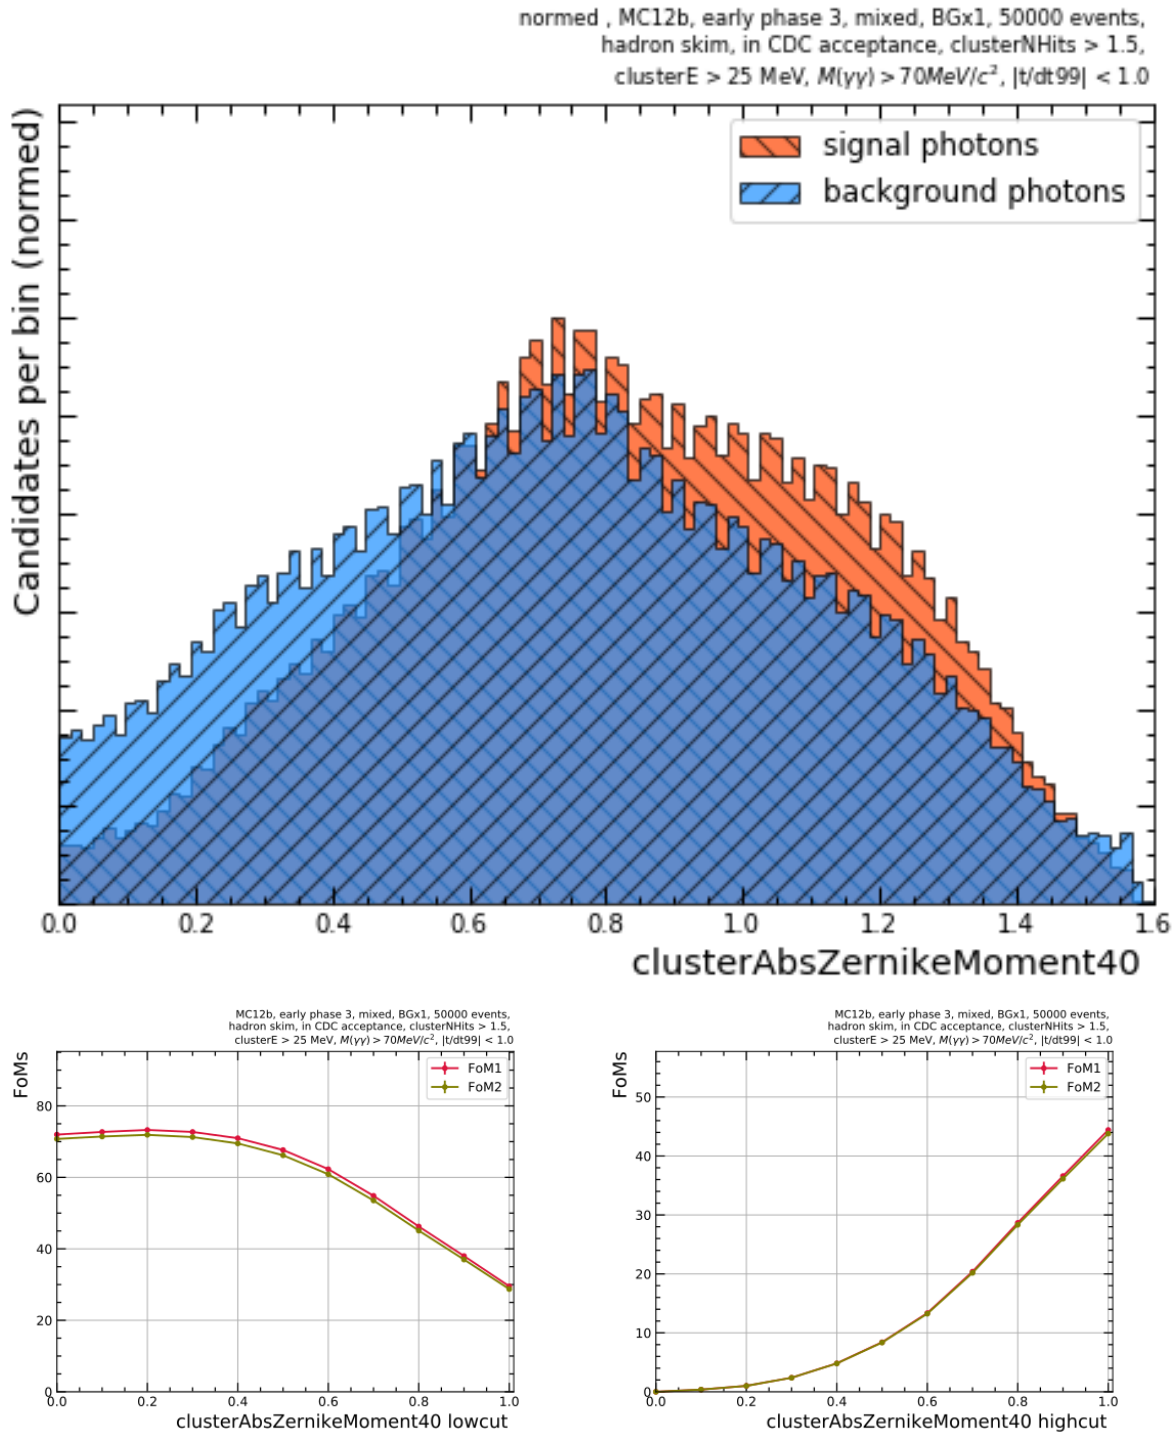 normed , MC12b, early phase 3, mixed, BGx1, 50000 events,
hadron skim, in CDC acceptance, clusterNHits > 1.5,
clusterE > 25 MeV, M(γγ) > 70MeV/c², |t/dt99| < 1.0
signal photons
background photons
Candidates per bin (normed)
0.0 0.2 0.4 0.6 0.8 1.0 1.2 1.4 1.6
clusterAbsZernikeMoment40
MC12b, early phase 3, mixed, BGx1, 50000 events,
hadron skim, in CDC acceptance, clusterNHits > 1.5,
clusterE > 25 MeV, M(γγ) > 70MeV/c², |t/dt99| < 1.0
FoMs
FoM1
FoM2
80
60
40
20
0
0.0 0.2 0.4 0.6 0.8 1.0
clusterAbsZernikeMoment40 lowcut
MC12b, early phase 3, mixed, BGx1, 50000 events,
hadron skim, in CDC acceptance, clusterNHits > 1.5,
clusterE > 25 MeV, M(γγ) > 70MeV/c², |t/dt99| < 1.0
FoMs
FoM1
FoM2
50
40
30
20
10
0
0.0 0.2 0.4 0.6 0.8 1.0
clusterAbsZernikeMoment40 highcut